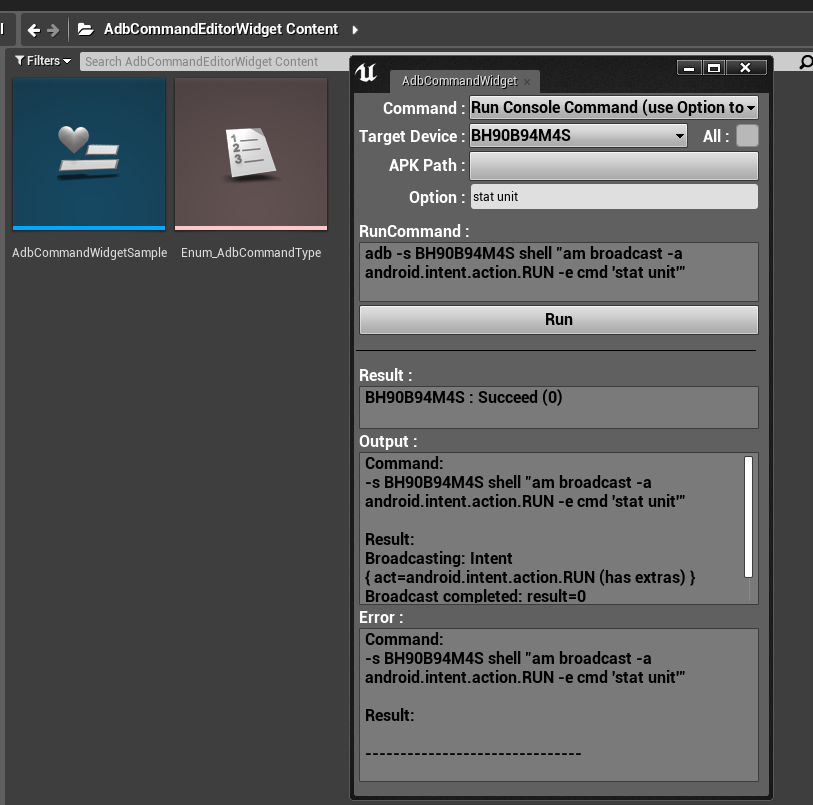 AdbCommandEditorWidget Content
Filters
Search AdbCommandEditorWidget Content
1
2
3
AdbCommandWidgetSample
Enum_AdbCommandType
AdbCommandWidget
Command : Run Console Command (use Option to
Target Device : BH90B94M4S All :
APK Path :
Option : stat unit
RunCommand :
adb -s BH90B94M4S shell "am broadcast -a
android.intent.action.RUN -e cmd 'stat unit'"
Run
Result :
BH90B94M4S : Succeed (0)
Output :
Command:
-s BH90B94M4S shell "am broadcast -a
android.intent.action.RUN -e cmd 'stat unit'"
Result:
Broadcasting: Intent
{ act=android.intent.action.RUN (has extras) }
Broadcast completed: result=0
Error :
Command:
-s BH90B94M4S shell "am broadcast -a
android.intent.action.RUN -e cmd 'stat unit'"
Result:
-------------------------------